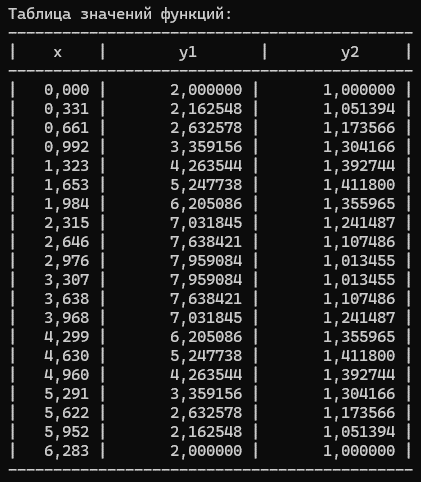 Таблица значений функций:
---------------------------------------------
|    x    |        y1       |        y2       |
---------------------------------------------
|   0,000 |        2,000000 |        1,000000 |
|   0,331 |        2,162548 |        1,051394 |
|   0,661 |        2,632578 |        1,173566 |
|   0,992 |        3,359156 |        1,304166 |
|   1,323 |        4,263544 |        1,392744 |
|   1,653 |        5,247738 |        1,411800 |
|   1,984 |        6,205086 |        1,355965 |
|   2,315 |        7,031845 |        1,241487 |
|   2,646 |        7,638421 |        1,107486 |
|   2,976 |        7,959084 |        1,013455 |
|   3,307 |        7,959084 |        1,013455 |
|   3,638 |        7,638421 |        1,107486 |
|   3,968 |        7,031845 |        1,241487 |
|   4,299 |        6,205086 |        1,355965 |
|   4,630 |        5,247738 |        1,411800 |
|   4,960 |        4,263544 |        1,392744 |
|   5,291 |        3,359156 |        1,304166 |
|   5,622 |        2,632578 |        1,173566 |
|   5,952 |        2,162548 |        1,051394 |
|   6,283 |        2,000000 |        1,000000 |
---------------------------------------------